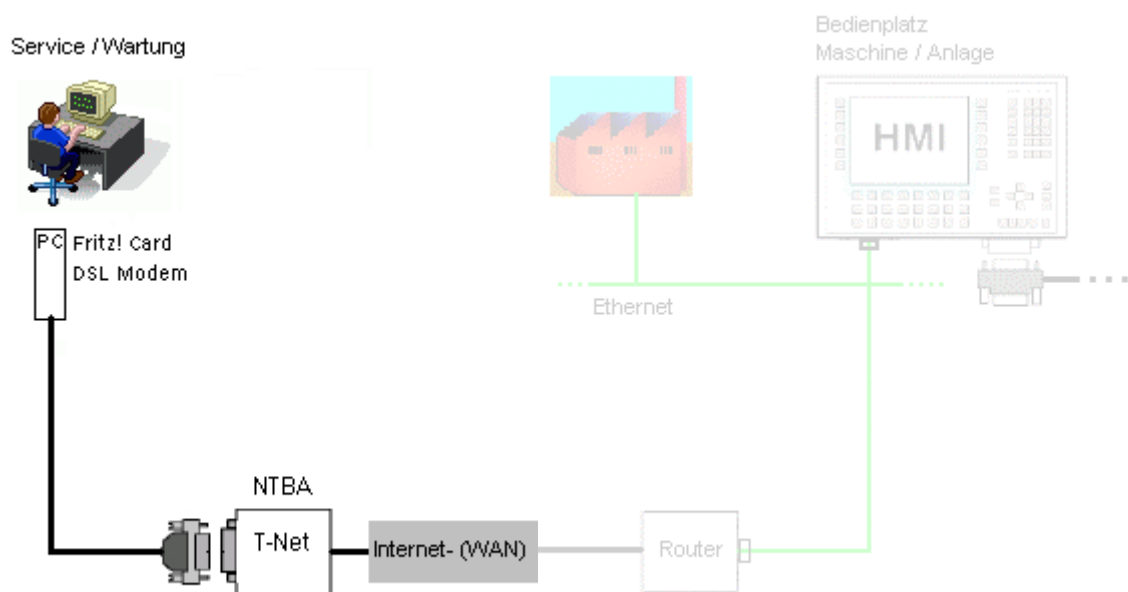 Service / Wartung
Bedienplatz
Maschine / Anlage
HMI
PC
Fritz! Card
DSL Modem
Ethernet
NTBA
T-Net
Internet- (WAN)
Router